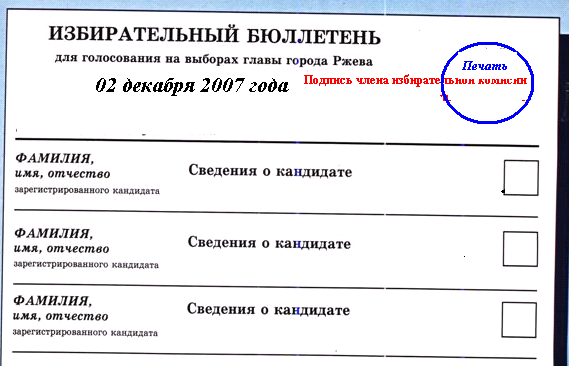 ИЗБИРАТЕЛЬНЫЙ БЮЛЛЕТЕНЬ
для голосования на выборах главы города Ржева
02 декабря 2007 года
Подпись члена избирательной комиссии
Печать
ФАМИЛИЯ,
имя, отчество
зарегистрированного кандидата
Сведения о кандидате
ФАМИЛИЯ,
имя, отчество
зарегистрированного кандидата
Сведения о кандидате
ФАМИЛИЯ,
имя, отчество
зарегистрированного кандидата
Сведения о кандидате